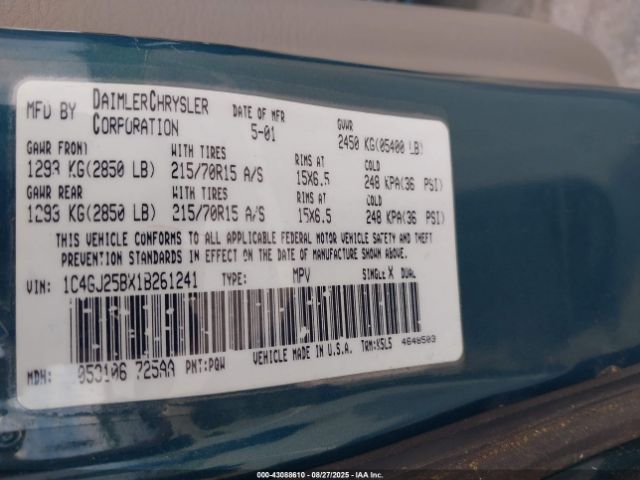 MFD BY DAIMLERCHRYSLER CORPORATION DATE OF MFR 5-01 GVWR 2450 KG(05400 LB)
GAWR FRONT WITH TIRES RIMS AT COLD
1293 KG(2850 LB) 215/70R15 A/S 15X6.5 248 KPA(36 PSI)
GAWR REAR WITH TIRES RIMS AT COLD
1293 KG(2850 LB) 215/70R15 A/S 15X6.5 248 KPA(36 PSI)
THIS VEHICLE CONFORMS TO ALL APPLICABLE FEDERAL MOTOR VEHICLE SAFETY AND THEFT
PREVENTION STANDARDS IN EFFECT ON THE DATE OF MANUFACTURE SHOWN ABOVE.
VIN: 1C4GJ25BX1B261241 TYPE: MPV SINGLE X DUAL
MDH: 053106 725AA PNT:PQW VEHICLE MADE IN U.S.A. TRM:XSL5 4648503
000-43088610 - 08/27/2025 - IAA Inc.